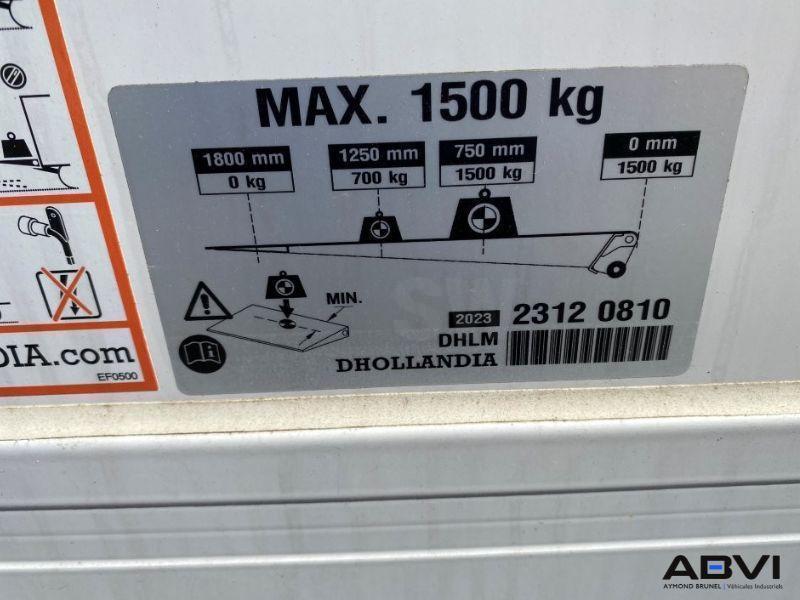 MAX. 1500 kg
1800 mm
0 kg
1250 mm
700 kg
750 mm
1500 kg
0 mm
1500 kg
MIN.
SW
2023 2312 0810
DHLM
DHOLLANDIA
DIA.com
EF0500
ABVI
AYMOND BRUNEL | Véhicules Industriels